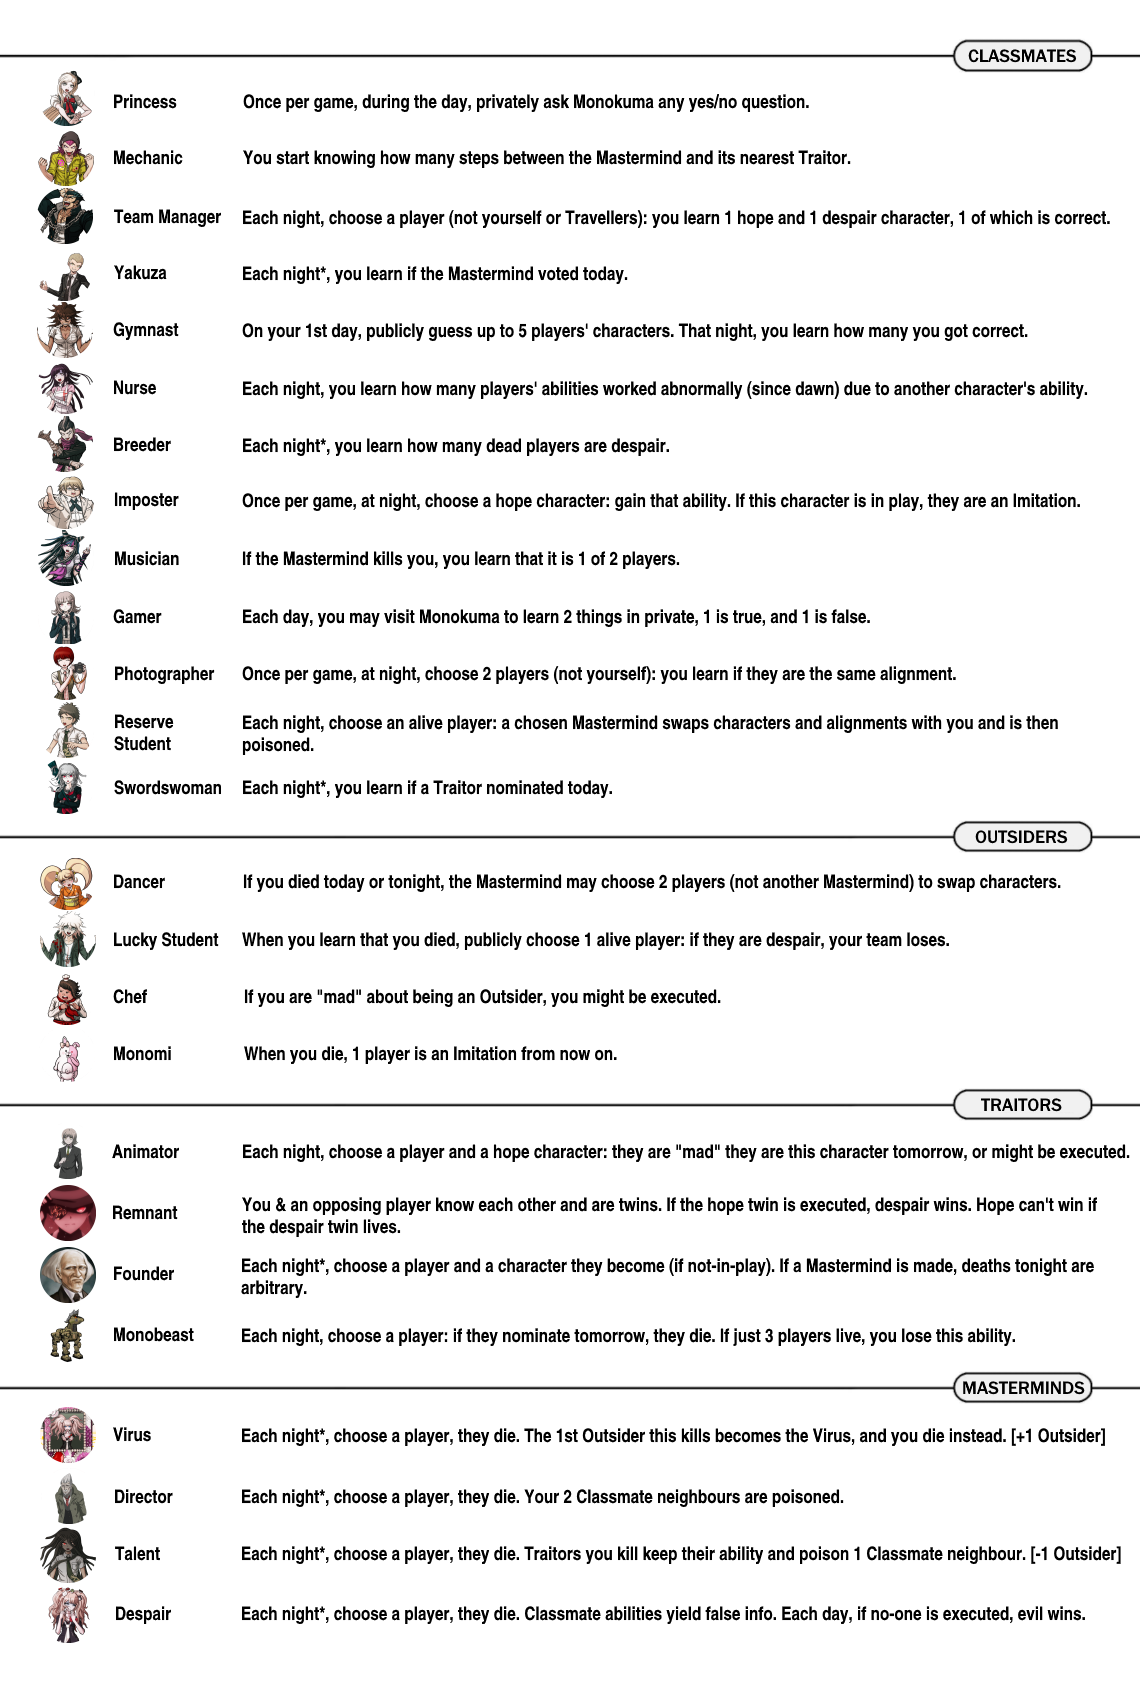 CLASSMATES
Princess Once per game, during the day, privately ask Monokuma any yes/no question.
Mechanic You start knowing how many steps between the Mastermind and its nearest Traitor.
Team Manager Each night, choose a player (not yourself or Travellers): you learn 1 hope and 1 despair character, 1 of which is correct.
Yakuza Each night*, you learn if the Mastermind voted today.
Gymnast On your 1st day, publicly guess up to 5 players' characters. That night, you learn how many you got correct.
Nurse Each night, you learn how many players' abilities worked abnormally (since dawn) due to another character's ability.
Breeder Each night*, you learn how many dead players are despair.
Imposter Once per game, at night, choose a hope character: gain that ability. If this character is in play, they are an Imitation.
Musician If the Mastermind kills you, you learn that it is 1 of 2 players.
Gamer Each day, you may visit Monokuma to learn 2 things in private, 1 is true, and 1 is false.
Photographer Once per game, at night, choose 2 players (not yourself): you learn if they are the same alignment.
Reserve Student Each night, choose an alive player: a chosen Mastermind swaps characters and alignments with you and is then
poisoned.
Swordswoman Each night*, you learn if a Traitor nominated today.
OUTSIDERS
Dancer If you died today or tonight, the Mastermind may choose 2 players (not another Mastermind) to swap characters.
Lucky Student When you learn that you died, publicly choose 1 alive player: if they are despair, your team loses.
Chef If you are "mad" about being an Outsider, you might be executed.
Monomi When you die, 1 player is an Imitation from now on.
TRAITORS
Animator Each night, choose a player and a hope character: they are "mad" they are this character tomorrow, or might be executed.
Remnant You & an opposing player know each other and are twins. If the hope twin is executed, despair wins. Hope can't win if
the despair twin lives.
Founder Each night*, choose a player and a character they become (if not-in-play). If a Mastermind is made, deaths tonight are
arbitrary.
Monobeast Each night, choose a player: if they nominate tomorrow, they die. If just 3 players live, you lose this ability.
MASTERMINDS
Virus Each night*, choose a player, they die. The 1st Outsider this kills becomes the Virus, and you die instead. [+1 Outsider]
Director Each night*, choose a player, they die. Your 2 Classmate neighbours are poisoned.
Talent Each night*, choose a player, they die. Traitors you kill keep their ability and poison 1 Classmate neighbour. [-1 Outsider]
Despair Each night*, choose a player, they die. Classmate abilities yield false info. Each day, if no-one is executed, evil wins.